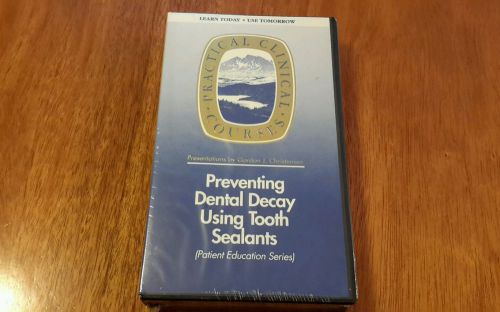 LEARN TODAY • USE TOMORROW
PRACTICAL CLINICAL
COURSES
Presentations by Gordon J. Christensen
Preventing
Dental Decay
Using Tooth
Sealants
(Patient Education Series)